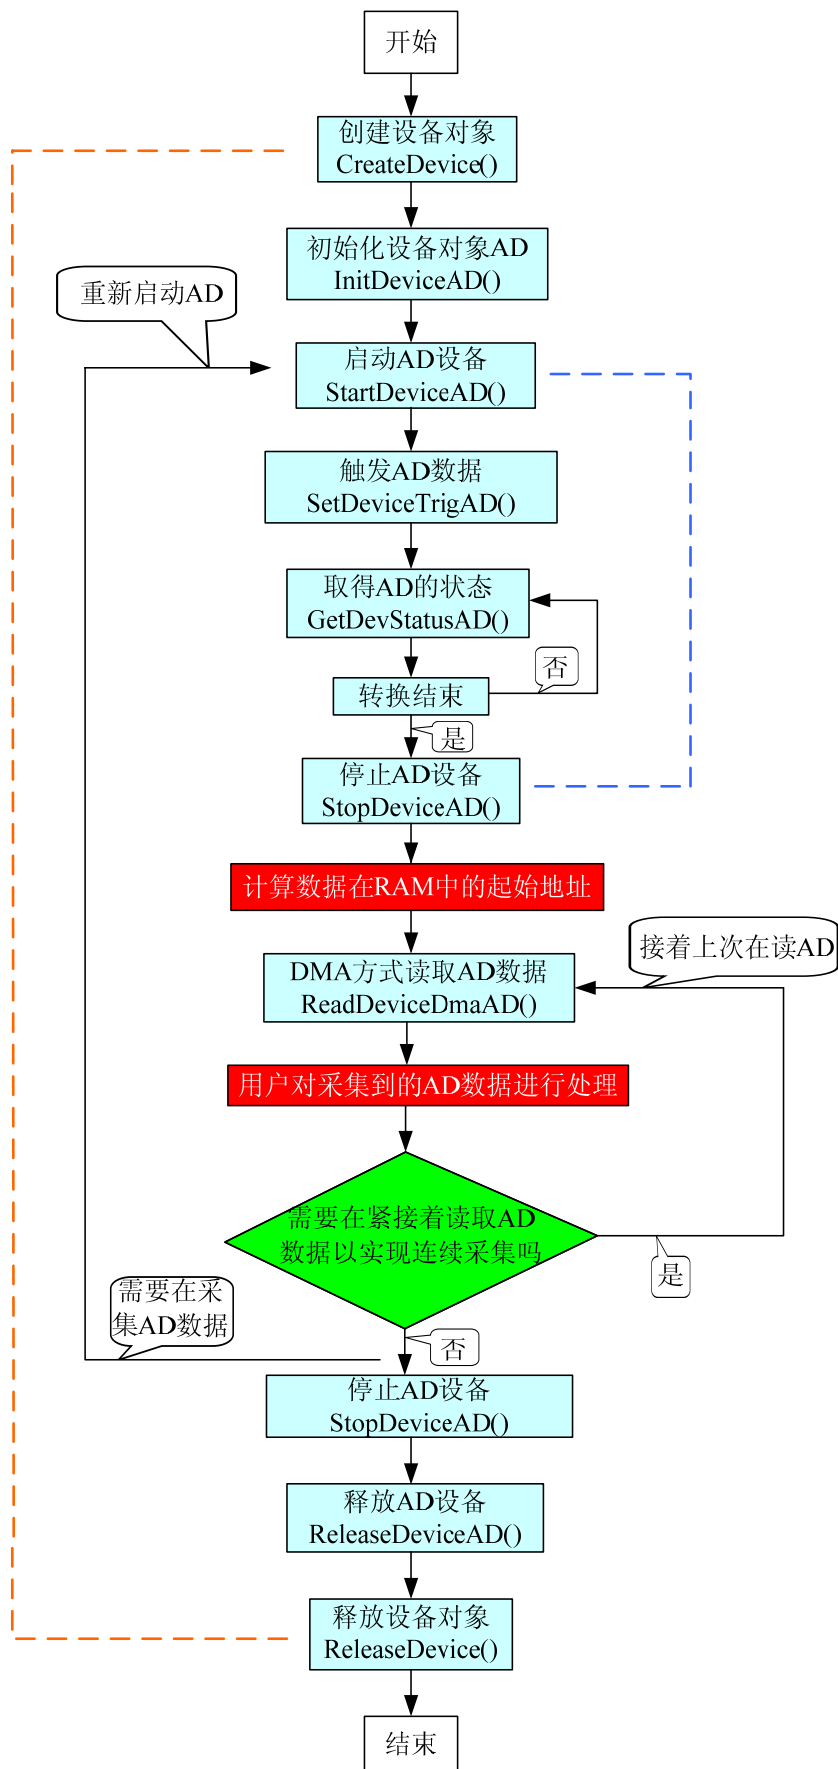 开始
创建设备对象
CreateDevice()
初始化设备对象AD
InitDeviceAD()
重新启动AD
启动AD设备
StartDeviceAD()
触发AD数据
SetDeviceTrigAD()
取得AD的状态
GetDevStatusAD()
否
转换结束
是
停止AD设备
StopDeviceAD()
计算数据在RAM中的起始地址
接着上次在读AD
DMA方式读取AD数据
ReadDeviceDmaAD()
用户对采集到的AD数据进行处理
需要在紧接着读取AD
数据以实现连续采集吗
是
需要在采
集AD数据
否
停止AD设备
StopDeviceAD()
释放AD设备
ReleaseDeviceAD()
释放设备对象
ReleaseDevice()
结束